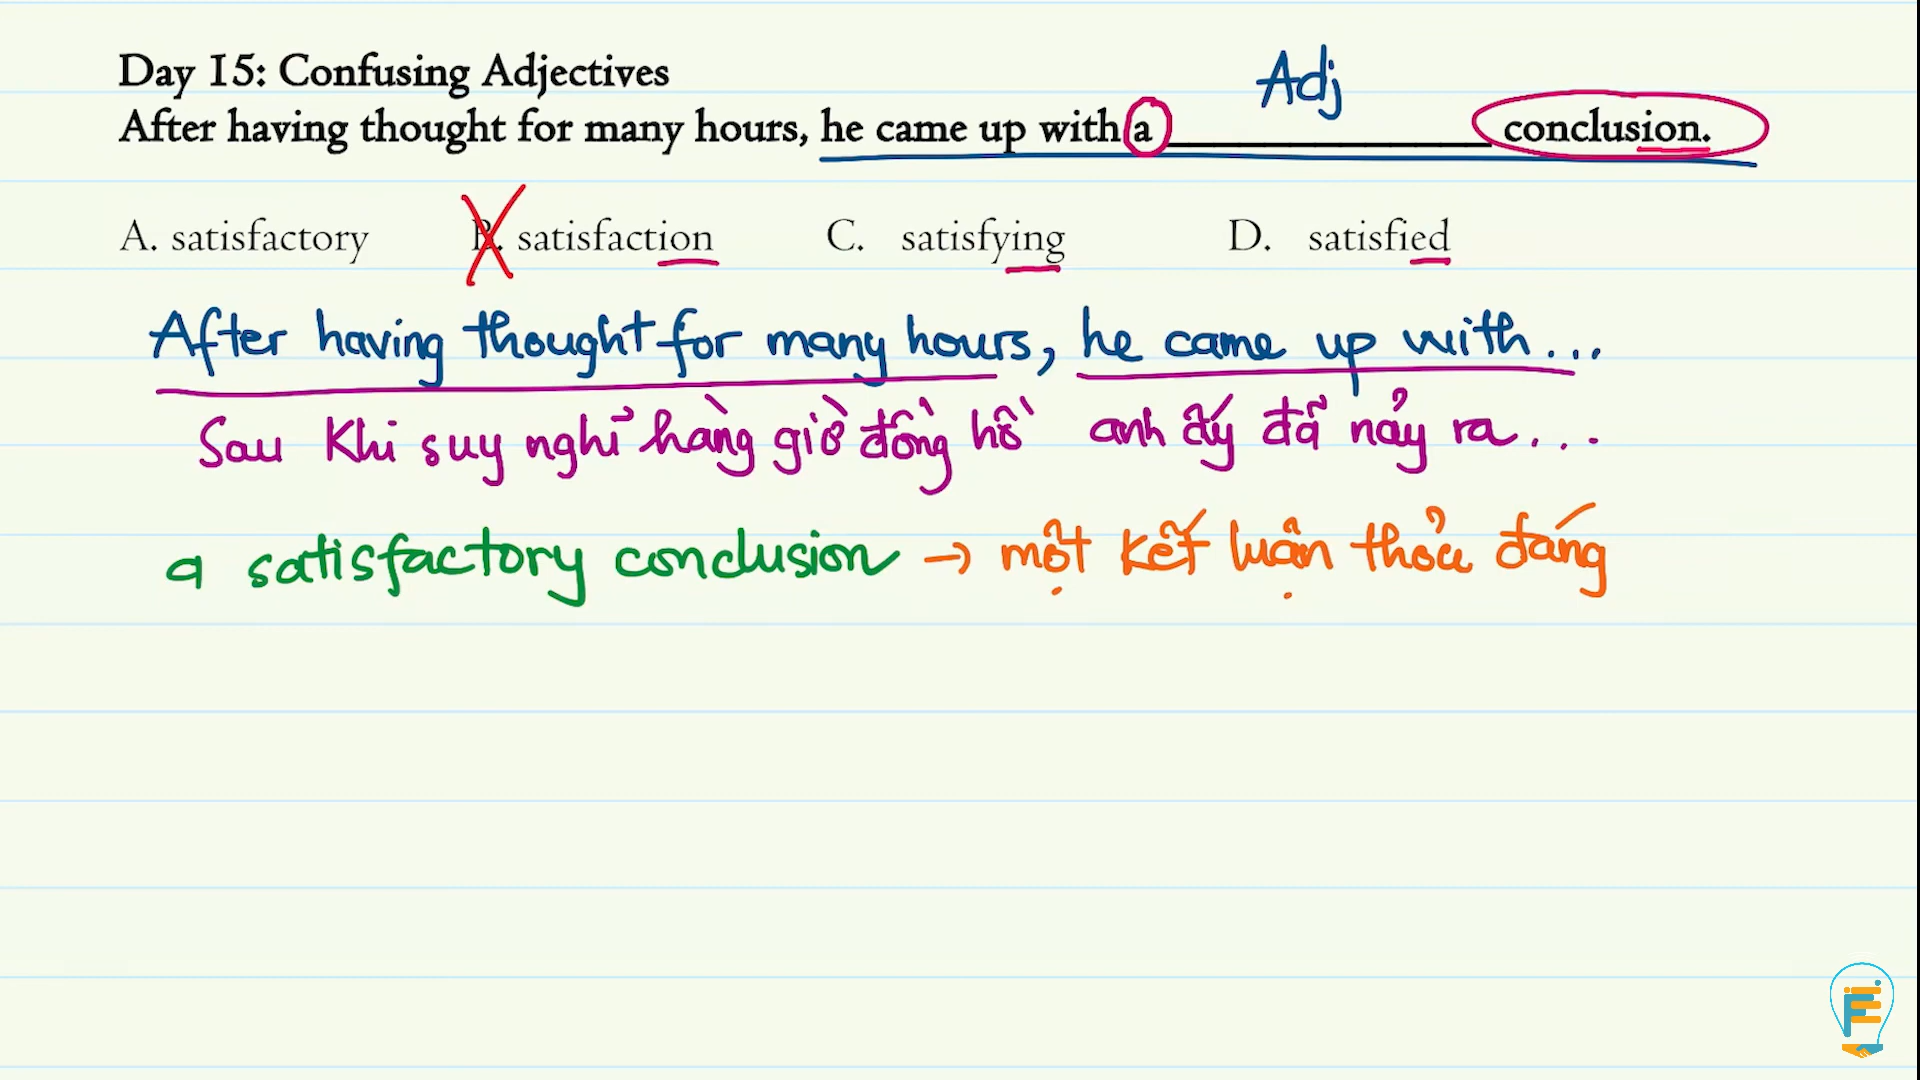 Day 15: Confusing Adjectives
Adj
After having thought for many hours, he came up with a ____________ conclusion.
A. satisfactory B. satisfaction C. satisfying D. satisfied
After having thought for many hours, he came up with...
Sau khi suy nghĩ hàng giờ đồng hồ anh ấy đã nảy ra...
a satisfactory conclusion → một kết luận thỏa đáng